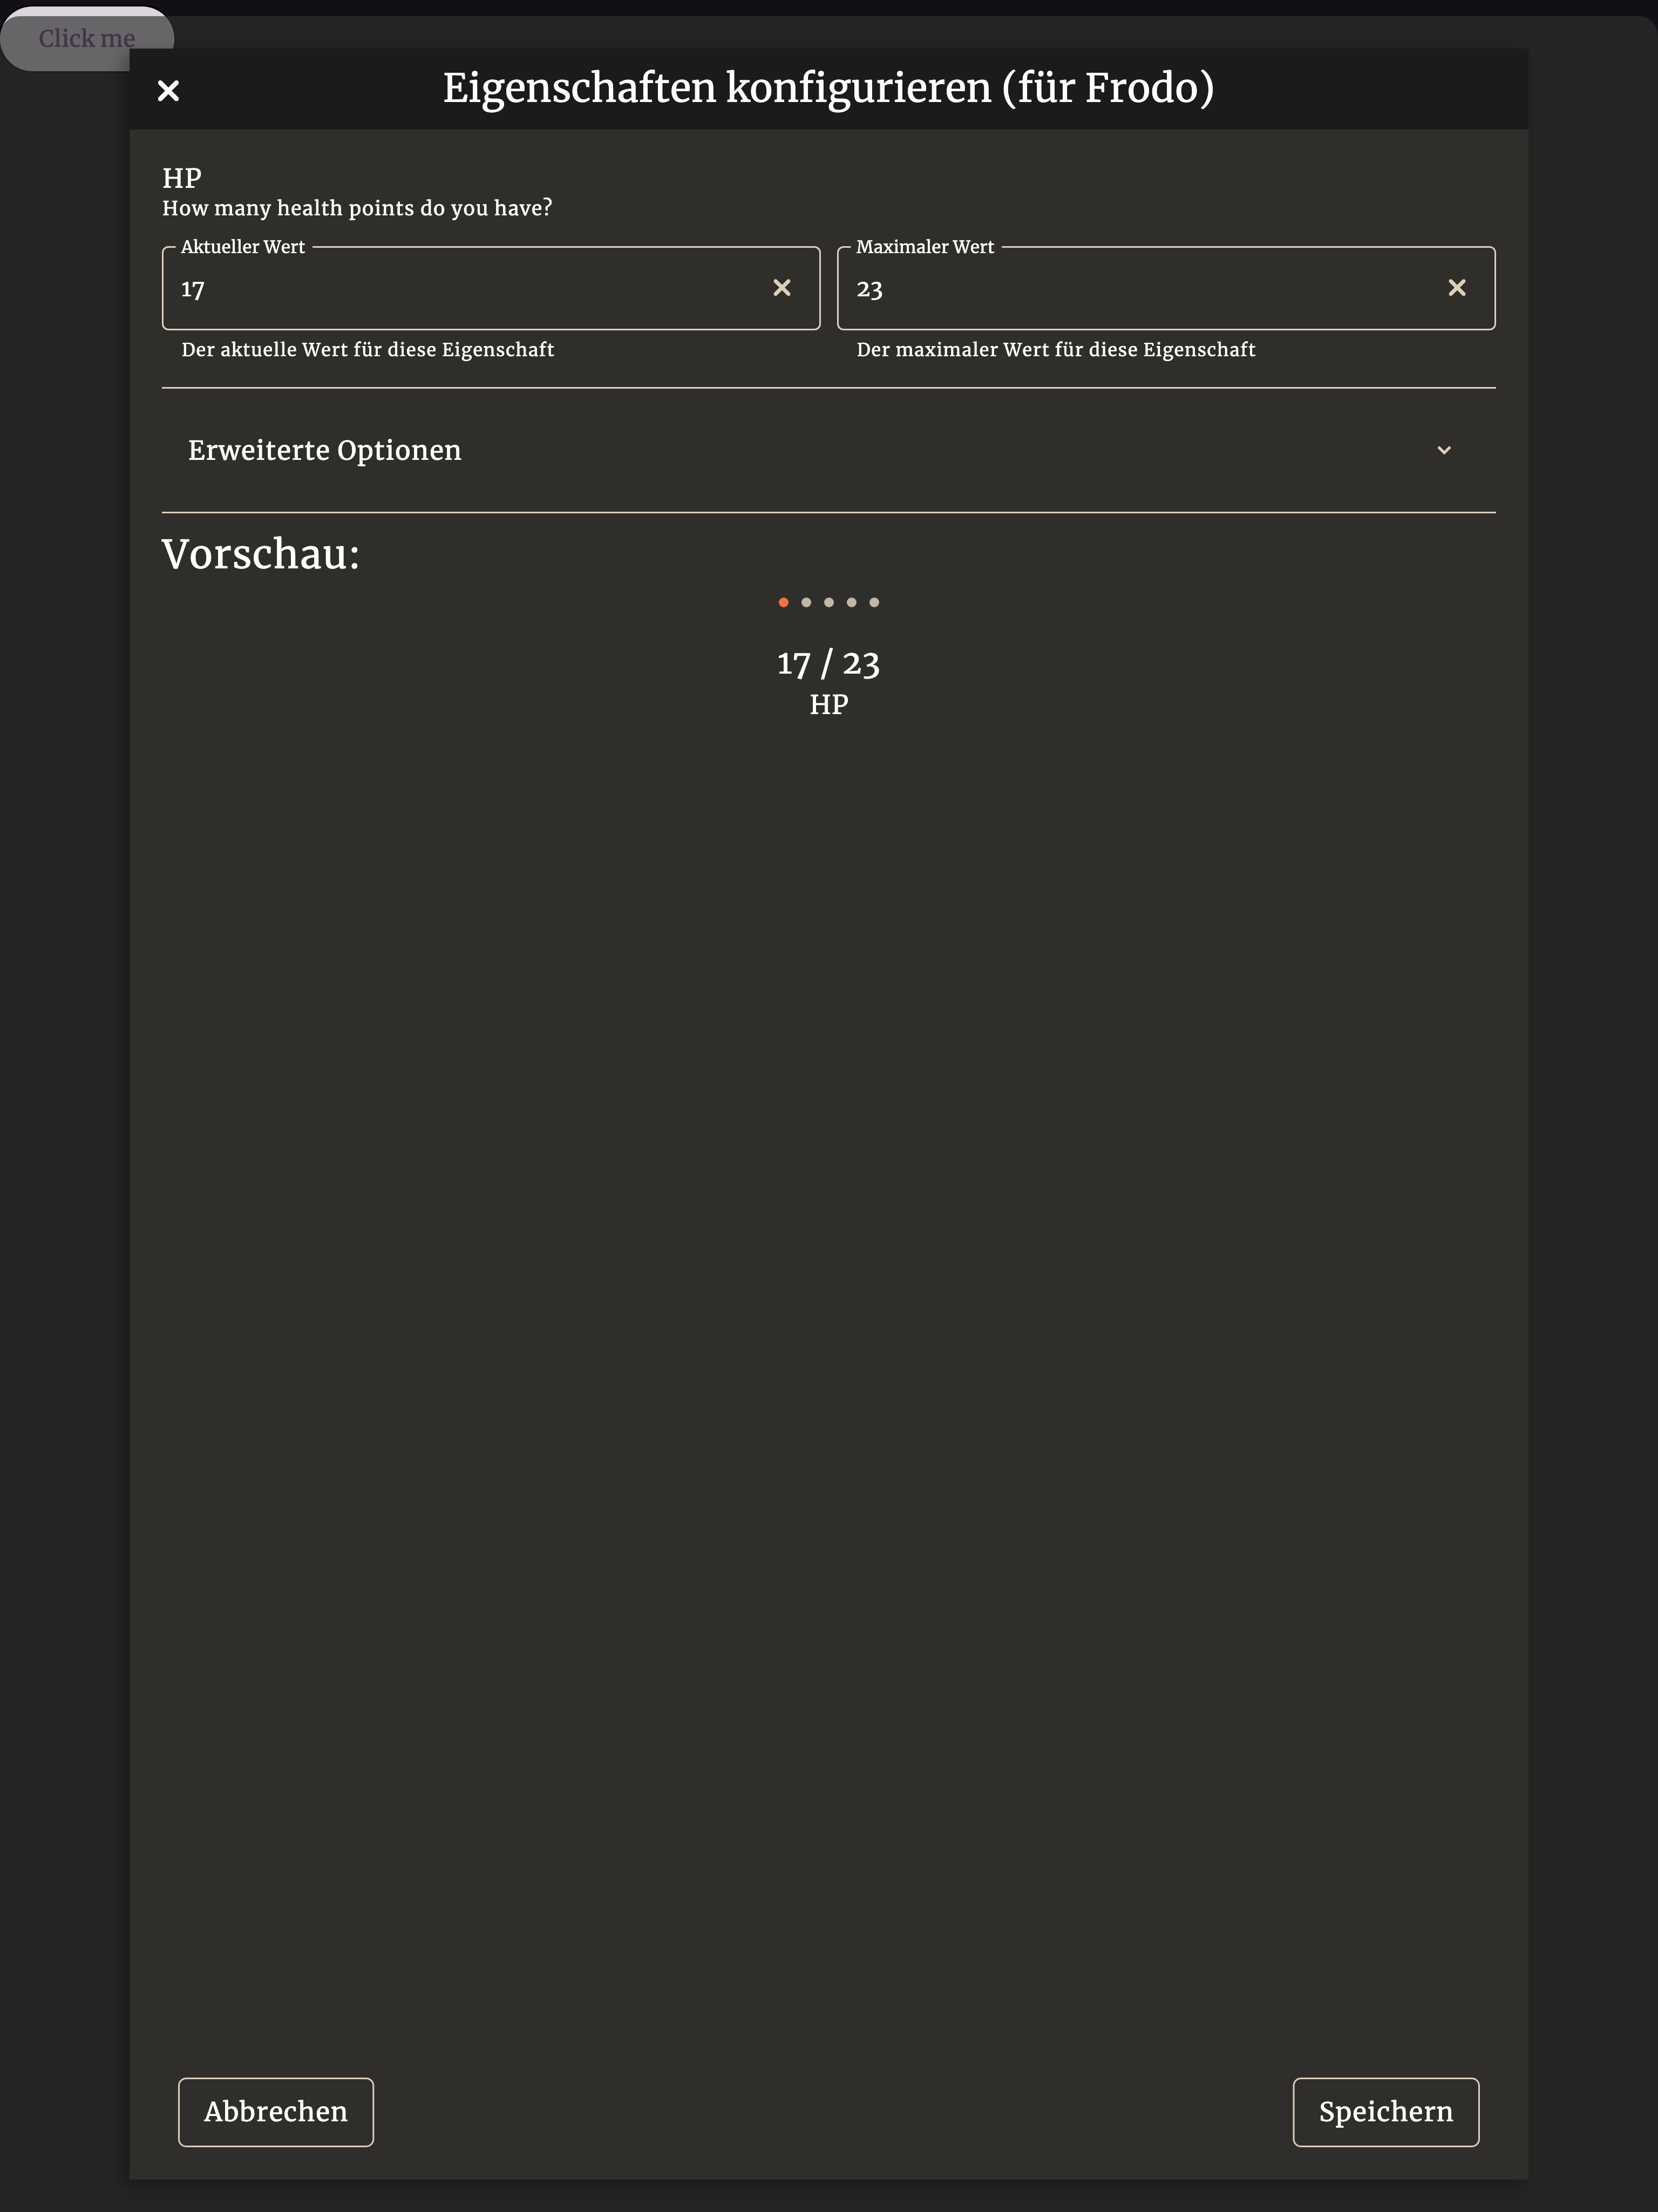 Click me
Eigenschaften konfigurieren (für Frodo)
HP
How many health points do you have?
Aktueller Wert
17
Der aktuelle Wert für diese Eigenschaft
Maximaler Wert
23
Der maximaler Wert für diese Eigenschaft
Erweiterte Optionen
Vorschau:
17 / 23
HP
Abbrechen
Speichern